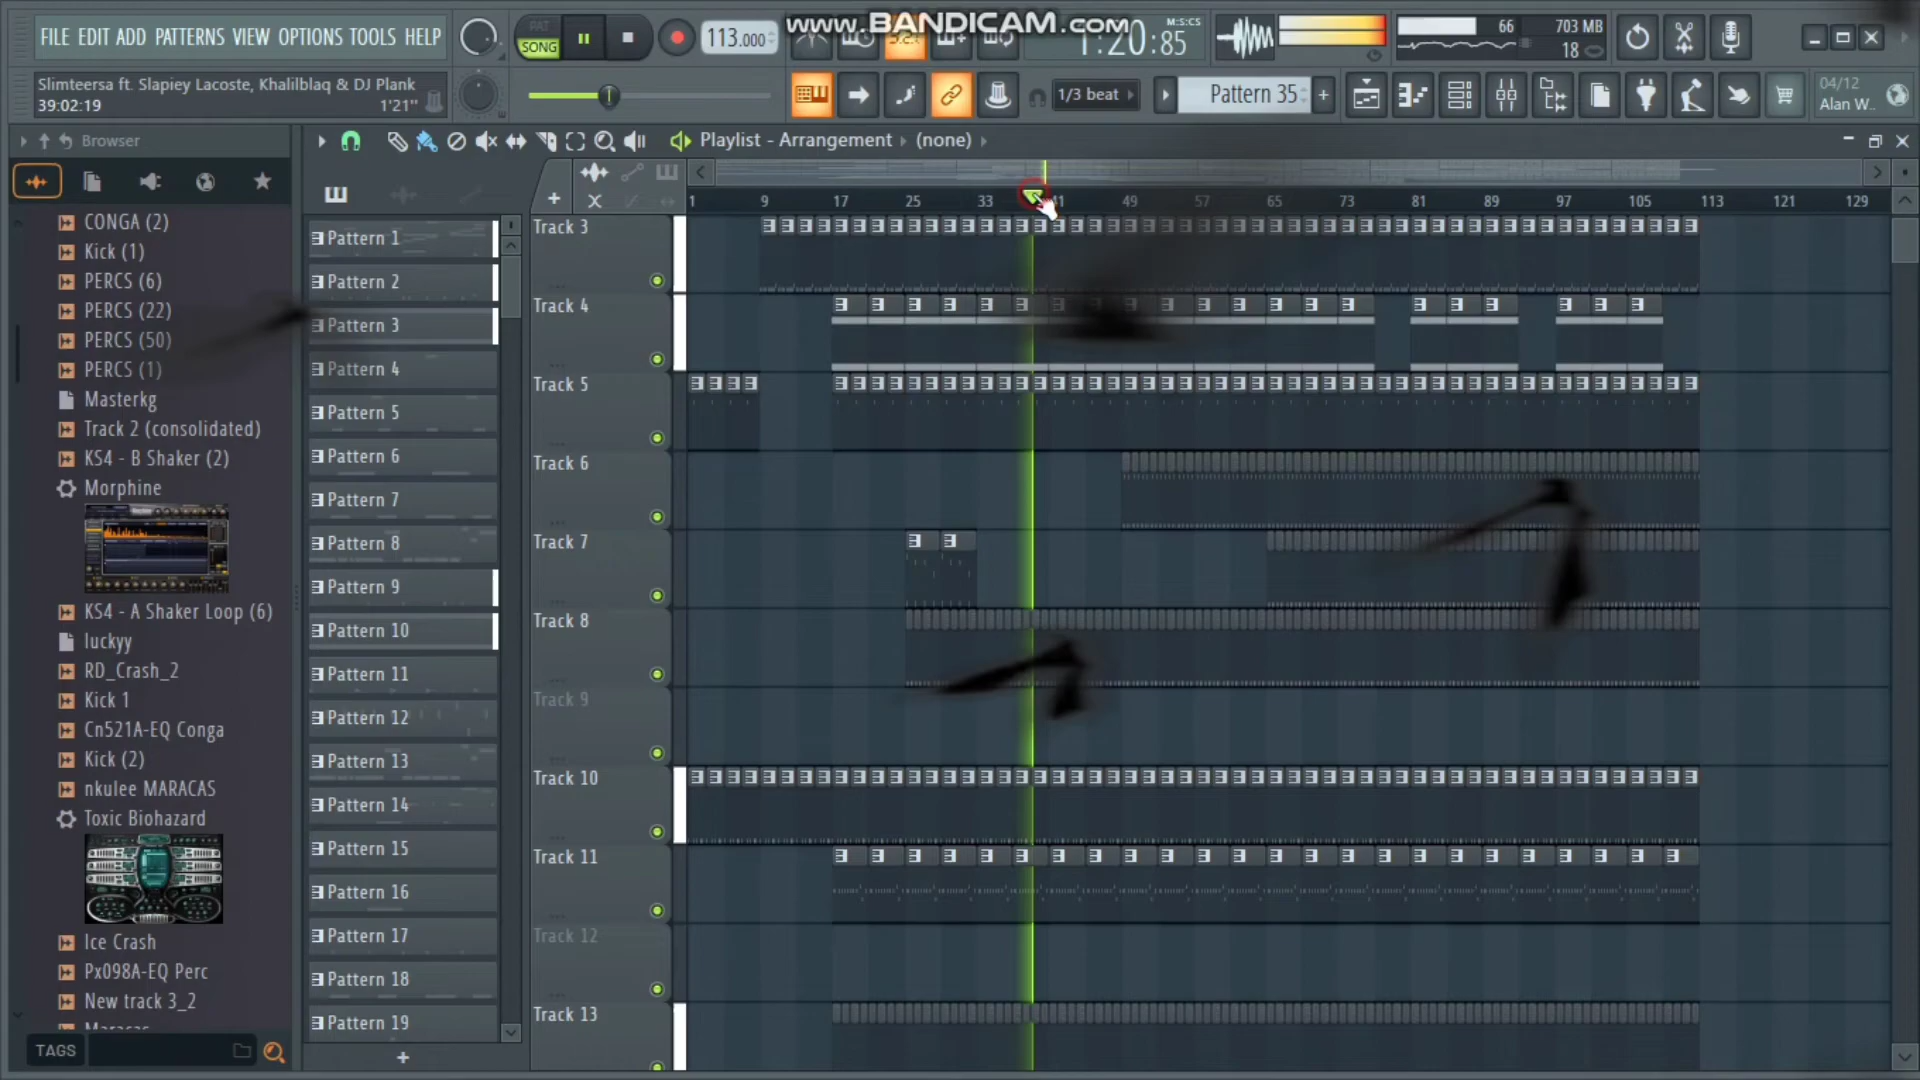 www.BANDICAM.com
FILE EDIT ADD PATTERNS VIEW OPTIONS TOOLS HELP
PAT
SONG
113.000
1:20:85
M:S:CS
66
703 MB
18
Slimteersa ft. Slapiey Lacoste, Khalilblaq & DJ Plank
39:02:19
1'21"
1/3 beat
Pattern 35
+
04/12
Alan W..
Browser
Playlist - Arrangement
(none)
1 9 17 25 33 41 49 57 65 73 81 89 97 105 113 121 129
CONGA (2)
Kick (1)
PERCS (6)
PERCS (22)
PERCS (50)
PERCS (1)
Masterkg
Track 2 (consolidated)
KS4 - B Shaker (2)
Morphine
KS4 - A Shaker Loop (6)
luckyy
RD_Crash_2
Kick 1
Cn521A-EQ Conga
Kick (2)
nkulee MARACAS
Toxic Biohazard
Ice Crash
Px098A-EQ Perc
New track 3_2
Maracas
TAGS
Pattern 1
Pattern 2
Pattern 3
Pattern 4
Pattern 5
Pattern 6
Pattern 7
Pattern 8
Pattern 9
Pattern 10
Pattern 11
Pattern 12
Pattern 13
Pattern 14
Pattern 15
Pattern 16
Pattern 17
Pattern 18
Pattern 19
+
Track 3
Track 4
Track 5
Track 6
Track 7
Track 8
Track 9
Track 10
Track 11
Track 12
Track 13